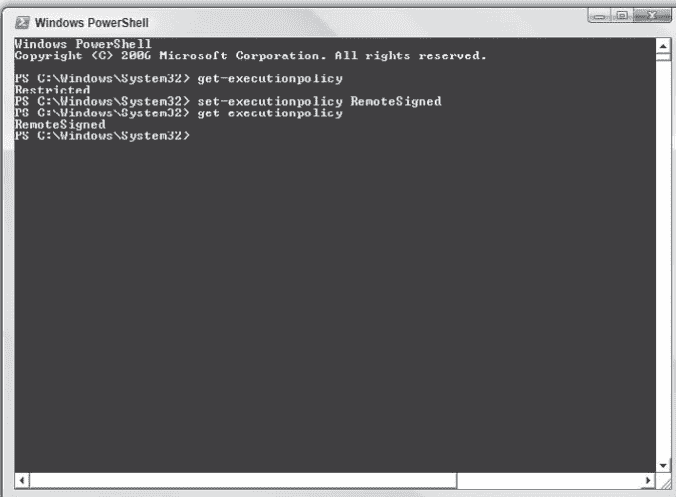 Windows PowerShell
Windows PowerShell
Copyright (C) 2006 Microsoft Corporation. All rights reserved.
PS C:\Windows\System32> get-executionpolicy
Restricted
PS C:\Windows\System32> set-executionpolicy RemoteSigned
PS C:\Windows\System32> get executionpolicy
RemoteSigned
PS C:\Windows\System32>